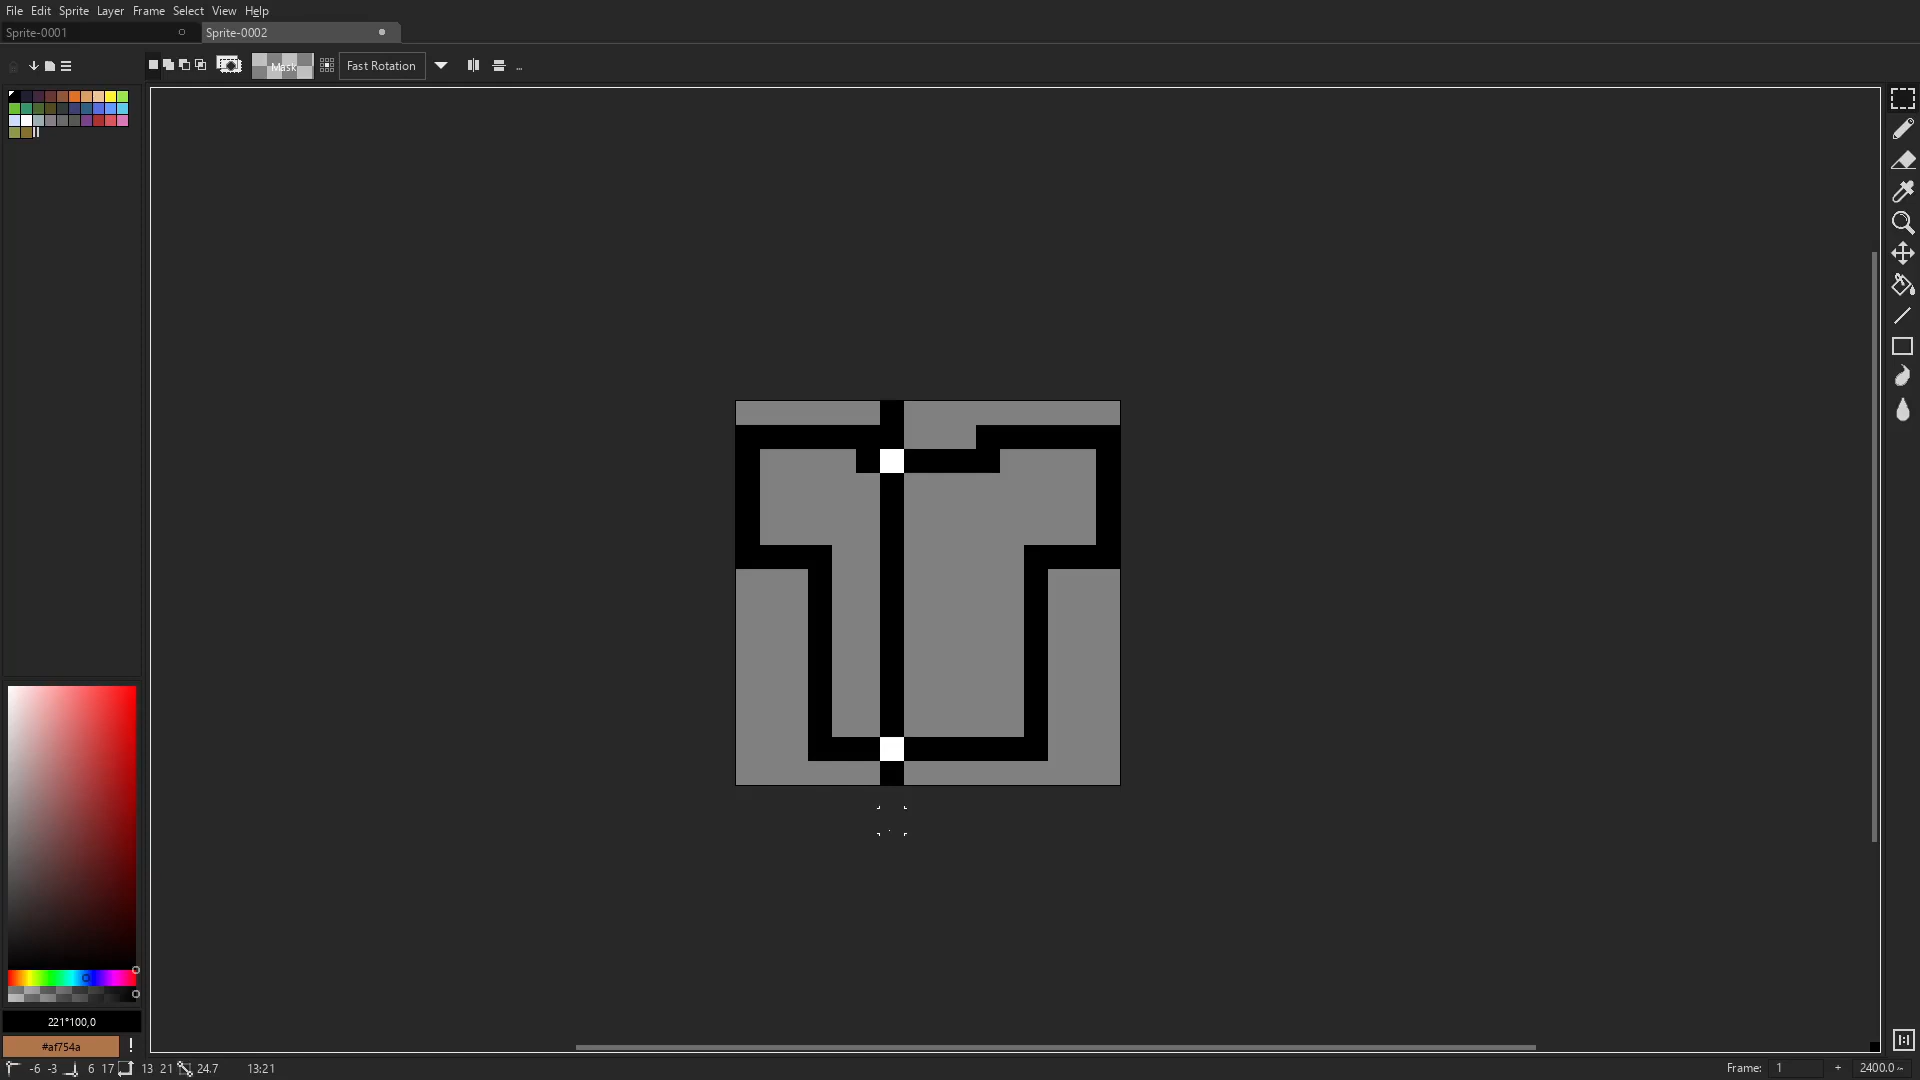 File Edit Sprite Layer Frame Select View Help
Sprite-0001 Sprite-0002
Mask Fast Rotation ...
221°100,0
#af754a !
-6 -3 6 17 13 21 24.7 13:21 Frame: 1 + 2400.0